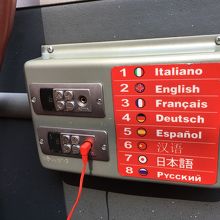 1 Italiano
2 English
3 Français
4 Deutsch
5 Español
6 汉语
7 日本語
8 Русский